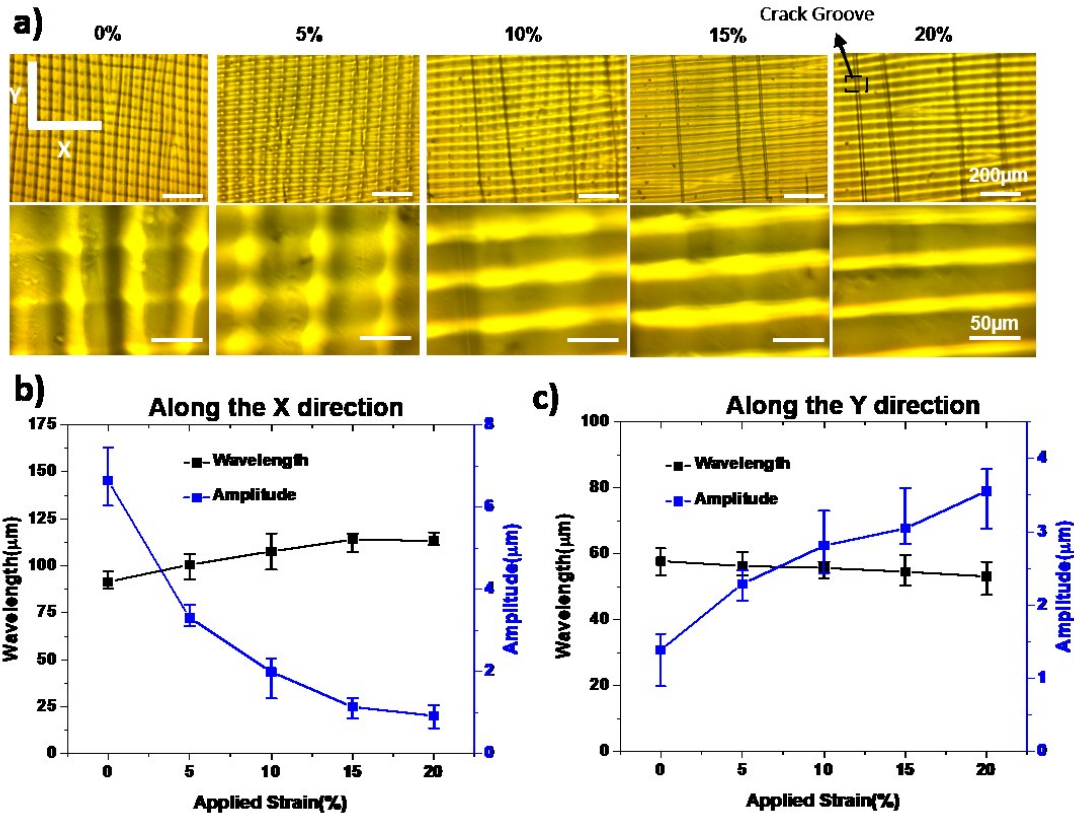 a)
Crack Groove
0% 5% 10% 15% 20%
Y
X
200μm
50μm
b)
Along the X direction
175
150
125
100
75
50
25
0
Wavelength(μm)
Wavelength
Amplitude
8
6
4
2
0
Amplitude(μm)
0 5 10 15 20
Applied Strain(%)
c)
Along the Y direction
100
80
60
40
20
0
Wavelength(μm)
Wavelength
Amplitude
4
3
2
1
0
Amplitude(μm)
0 5 10 15 20
Applied Strain(%)